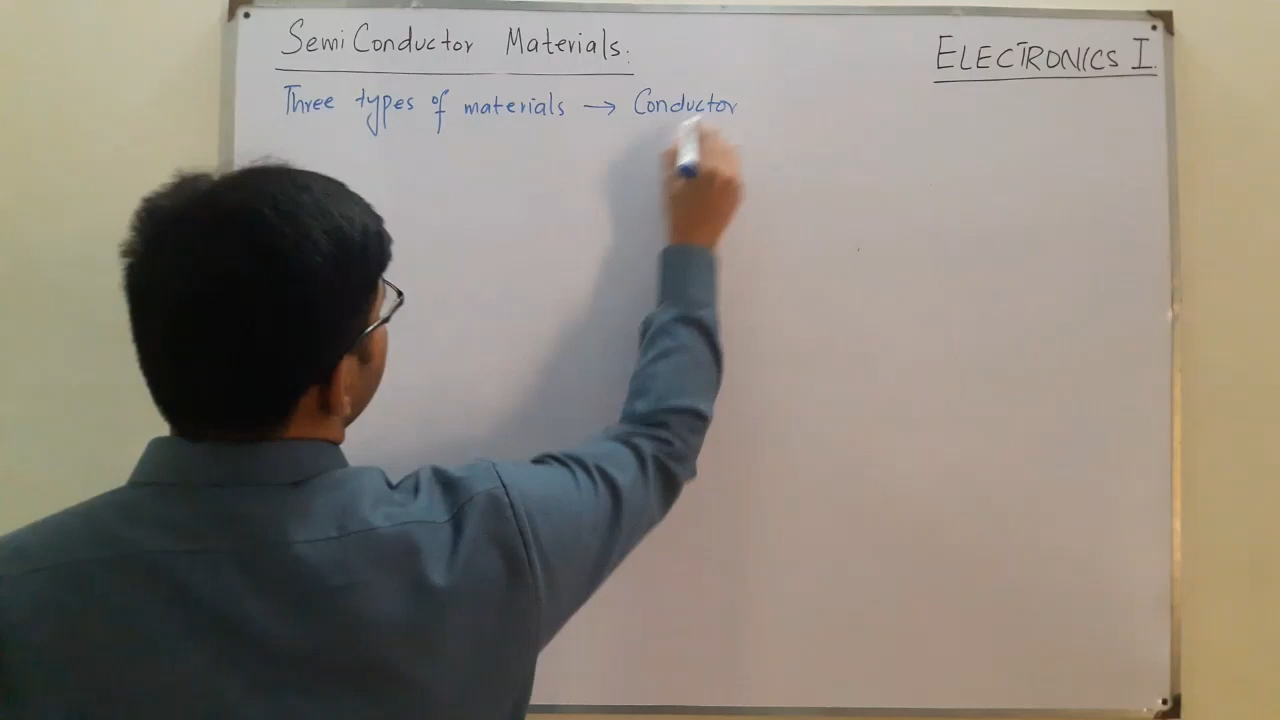 SemiConductor Materials.
ELECTRONICS I.
Three types of materials → Conductor